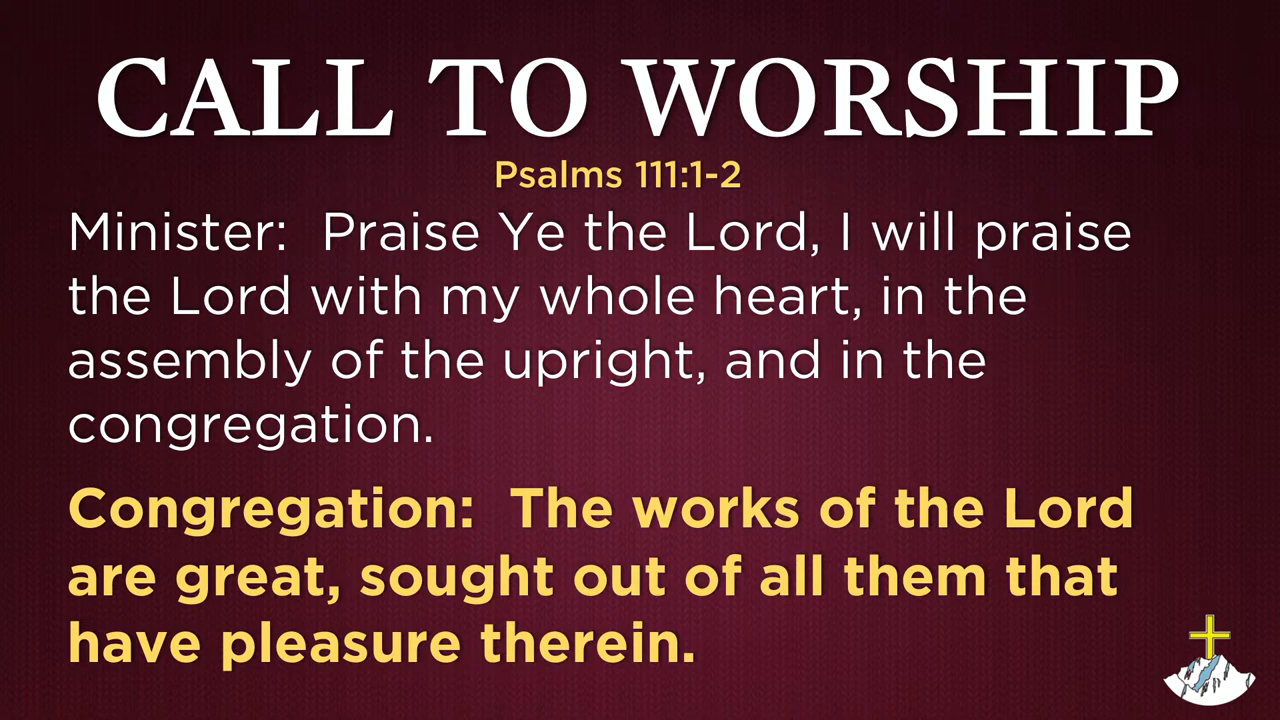 CALL TO WORSHIP
Psalms 111:1-2
Minister:  Praise Ye the Lord, I will praise
the Lord with my whole heart, in the
assembly of the upright, and in the
congregation.
Congregation:  The works of the Lord
are great, sought out of all them that
have pleasure therein.